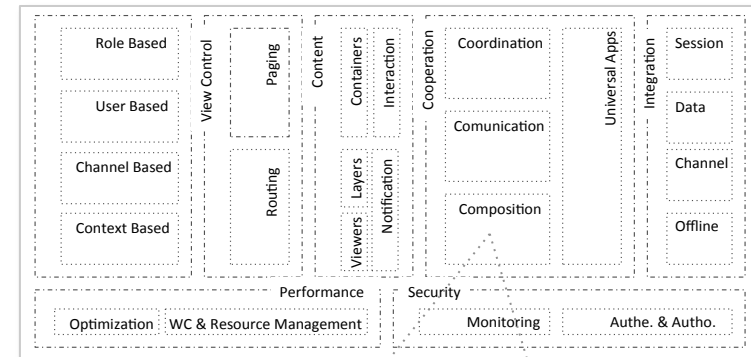 Role Based
User Based
Channel Based
Context Based
View Control
Paging
Routing
Content
Containers
Interaction
Layers
Viewers
Notification
Cooperation
Coordination
Comunication
Composition
Universal Apps
Integration
Session
Data
Channel
Offline
Performance
Optimization
WC & Resource Management
Security
Monitoring
Authe. & Autho.